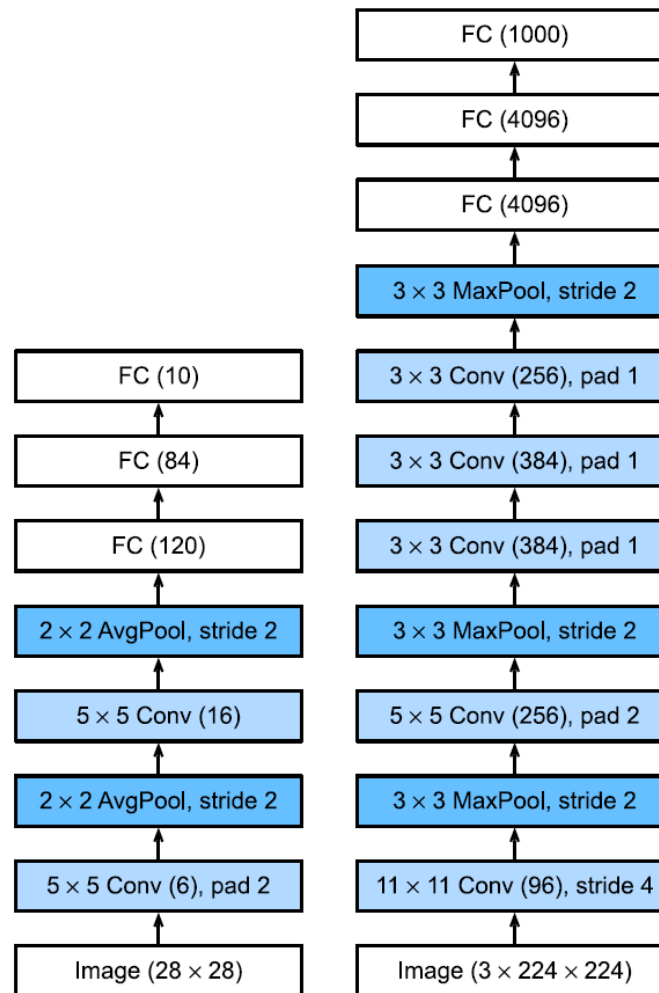 FC (10)
FC (84)
FC (120)
2 × 2 AvgPool, stride 2
5 × 5 Conv (16)
2 × 2 AvgPool, stride 2
5 × 5 Conv (6), pad 2
Image (28 × 28)
FC (1000)
FC (4096)
FC (4096)
3 × 3 MaxPool, stride 2
3 × 3 Conv (256), pad 1
3 × 3 Conv (384), pad 1
3 × 3 Conv (384), pad 1
3 × 3 MaxPool, stride 2
5 × 5 Conv (256), pad 2
3 × 3 MaxPool, stride 2
11 × 11 Conv (96), stride 4
Image (3 × 224 × 224)